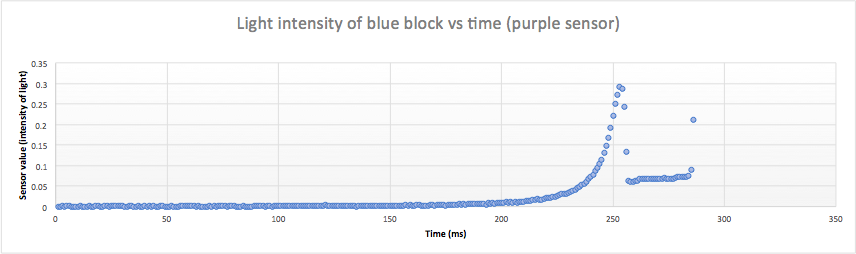 Light intensity of blue block vs time (purple sensor)
Sensor value (intensity of light)
0.35
0.3
0.25
0.2
0.15
0.1
0.05
0
0 50 100 150 200 250 300 350
Time (ms)